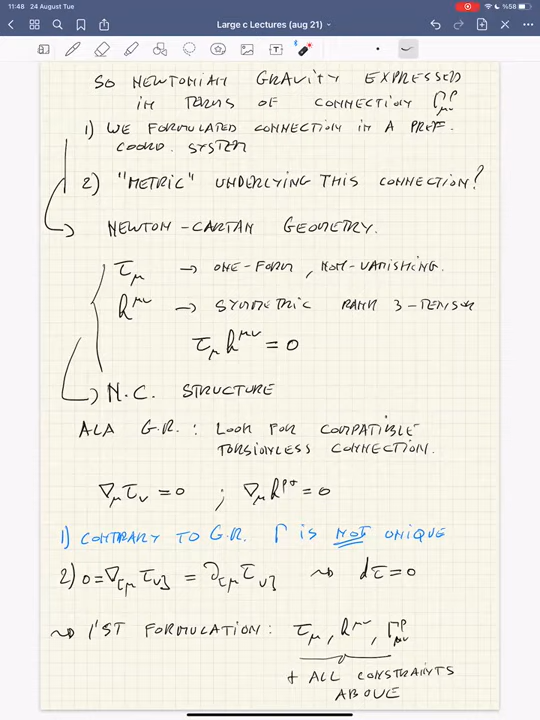 11:48 24 August Tue
%58
Large c Lectures (aug 21)
SO NEWTONIAN GRAVITY EXPRESSED
IN TERMS OF CONNECTION Γ^ρ_μν
1) WE FORMULATED CONNECTION IN A PREF.
COORD. SYSTEM
2) "METRIC" UNDERLYING THIS CONNECTION?
NEWTON-CARTAN GEOMETRY.
τ_μ → ONE-FORM, NON-VANISHING.
h^μν → SYMMETRIC RANK 3-TENSOR
τ_μ h^μν = 0
N.C. STRUCTURE
ALA G.R.: LOOK FOR COMPATIBLE
TORSIONLESS CONNECTION.
∇_μ τ_ν = 0 ; ∇_μ h^ρσ = 0
1) CONTRARY TO G.R. Γ IS NOT UNIQUE
2) 0 = ∇_[μ τ_ν] = ∂_[μ τ_ν] ⇝ dτ = 0
⇝ 1'ST FORMULATION: τ_μ, h^μν, Γ^ρ_μν
+ ALL CONSTRAINTS
ABOVE